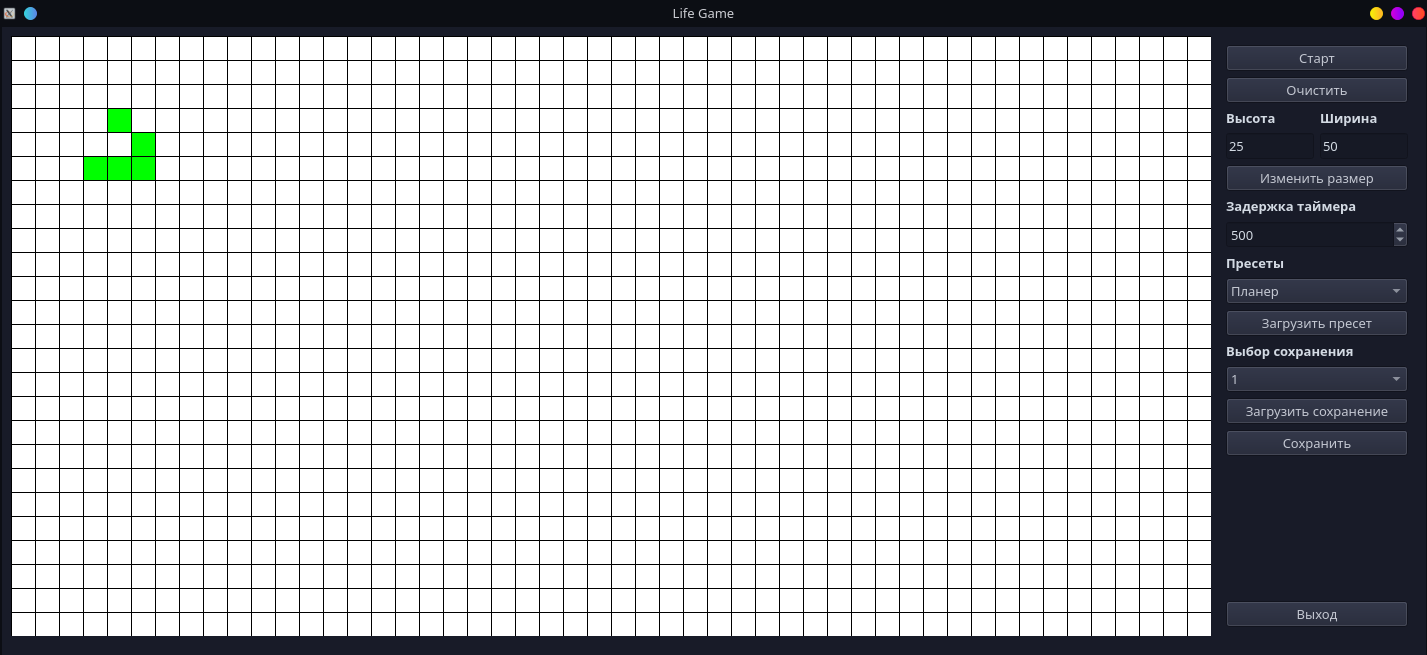 Life Game
Старт
Очистить
Высота Ширина
25 50
Изменить размер
Задержка таймера
500
Пресеты
Планер
Загрузить пресет
Выбор сохранения
1
Загрузить сохранение
Сохранить
Выход